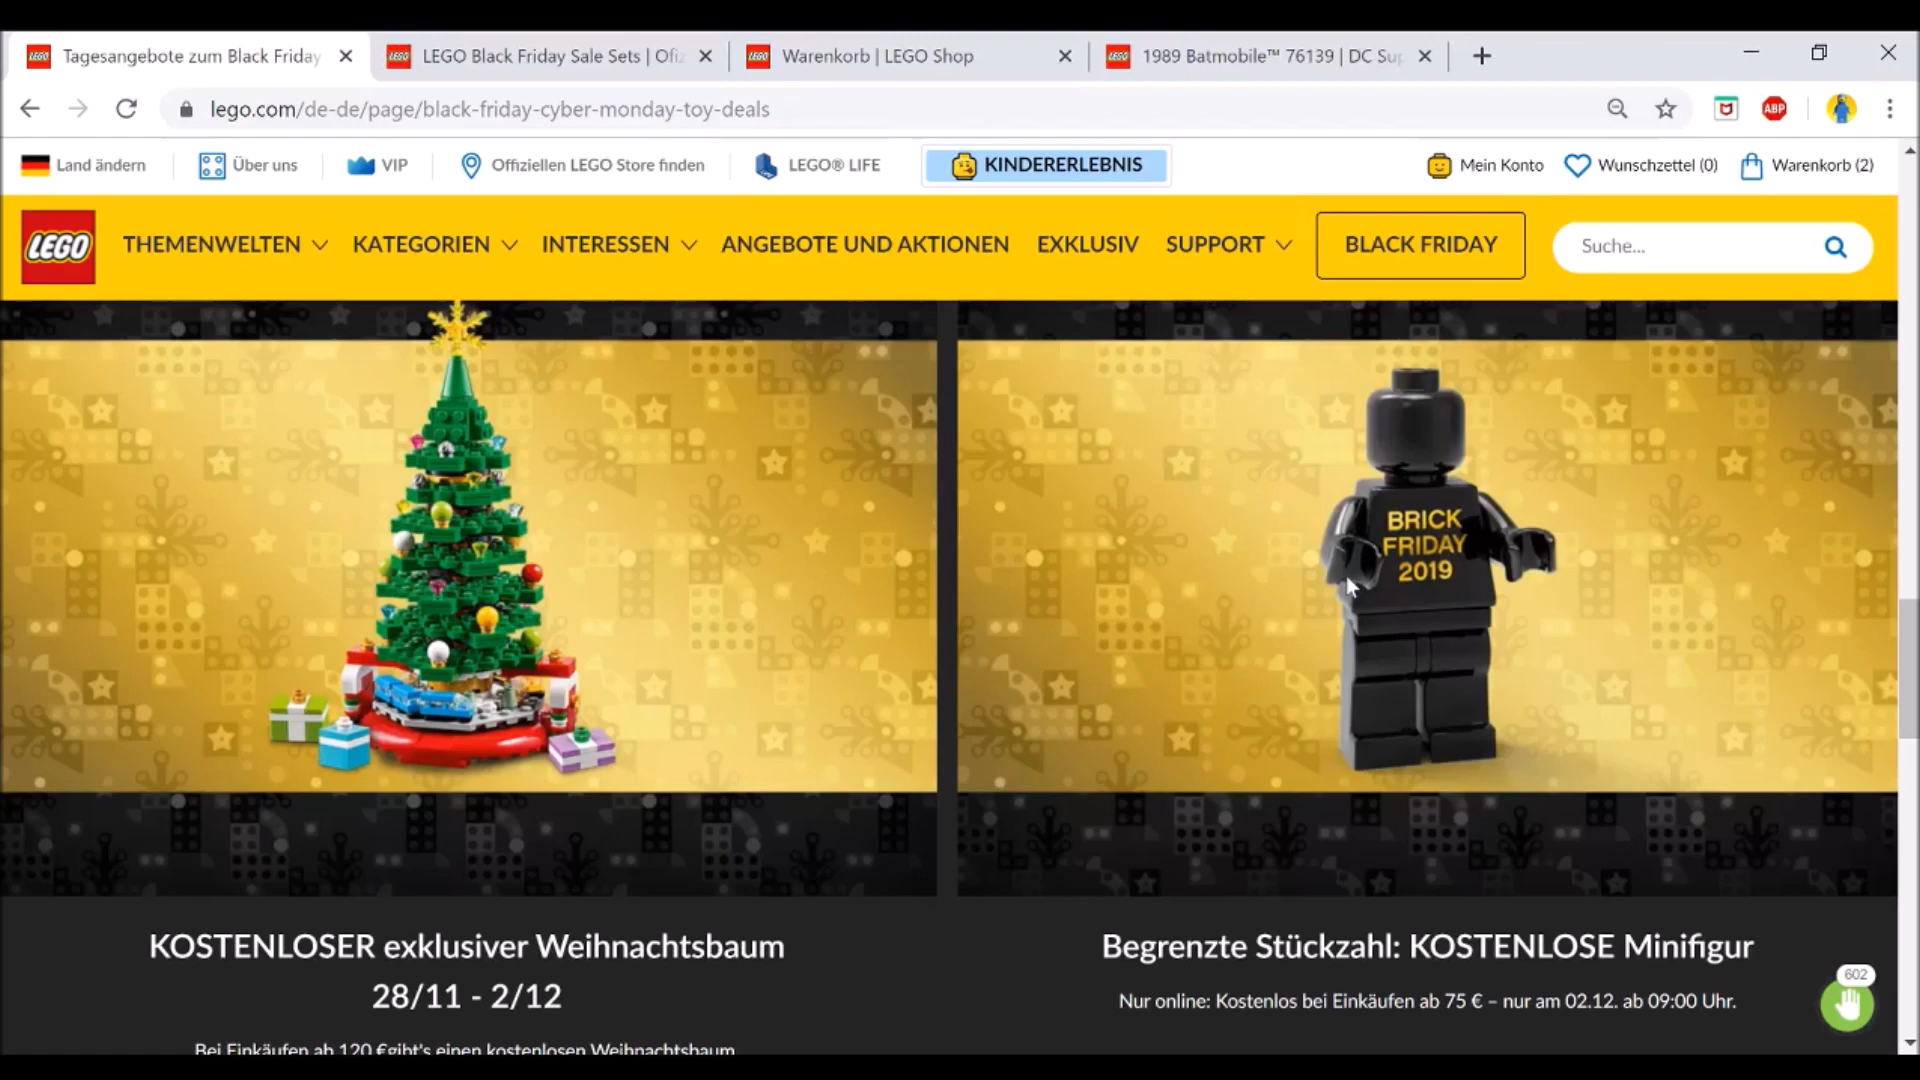 Tagesangebote zum Black Friday
LEGO Black Friday Sale Sets | Ofiz
Warenkorb | LEGO Shop
1989 Batmobile™ 76139 | DC Sup
lego.com/de-de/page/black-friday-cyber-monday-toy-deals
ABP
Land ändern
Über uns
VIP
Offiziellen LEGO Store finden
LEGO® LIFE
KINDERERLEBNIS
Mein Konto
Wunschzettel (0)
Warenkorb (2)
LEGO
THEMENWELTEN
KATEGORIEN
INTERESSEN
ANGEBOTE UND AKTIONEN
EXKLUSIV
SUPPORT
BLACK FRIDAY
Suche...
BRICK
FRIDAY
2019
KOSTENLOSER exklusiver Weihnachtsbaum
28/11 - 2/12
Bei Einkäufen ab 120 €gibt's einen kostenlosen Weihnachtsbaum
Begrenzte Stückzahl: KOSTENLOSE Minifigur
Nur online: Kostenlos bei Einkäufen ab 75 € – nur am 02.12. ab 09:00 Uhr.
602